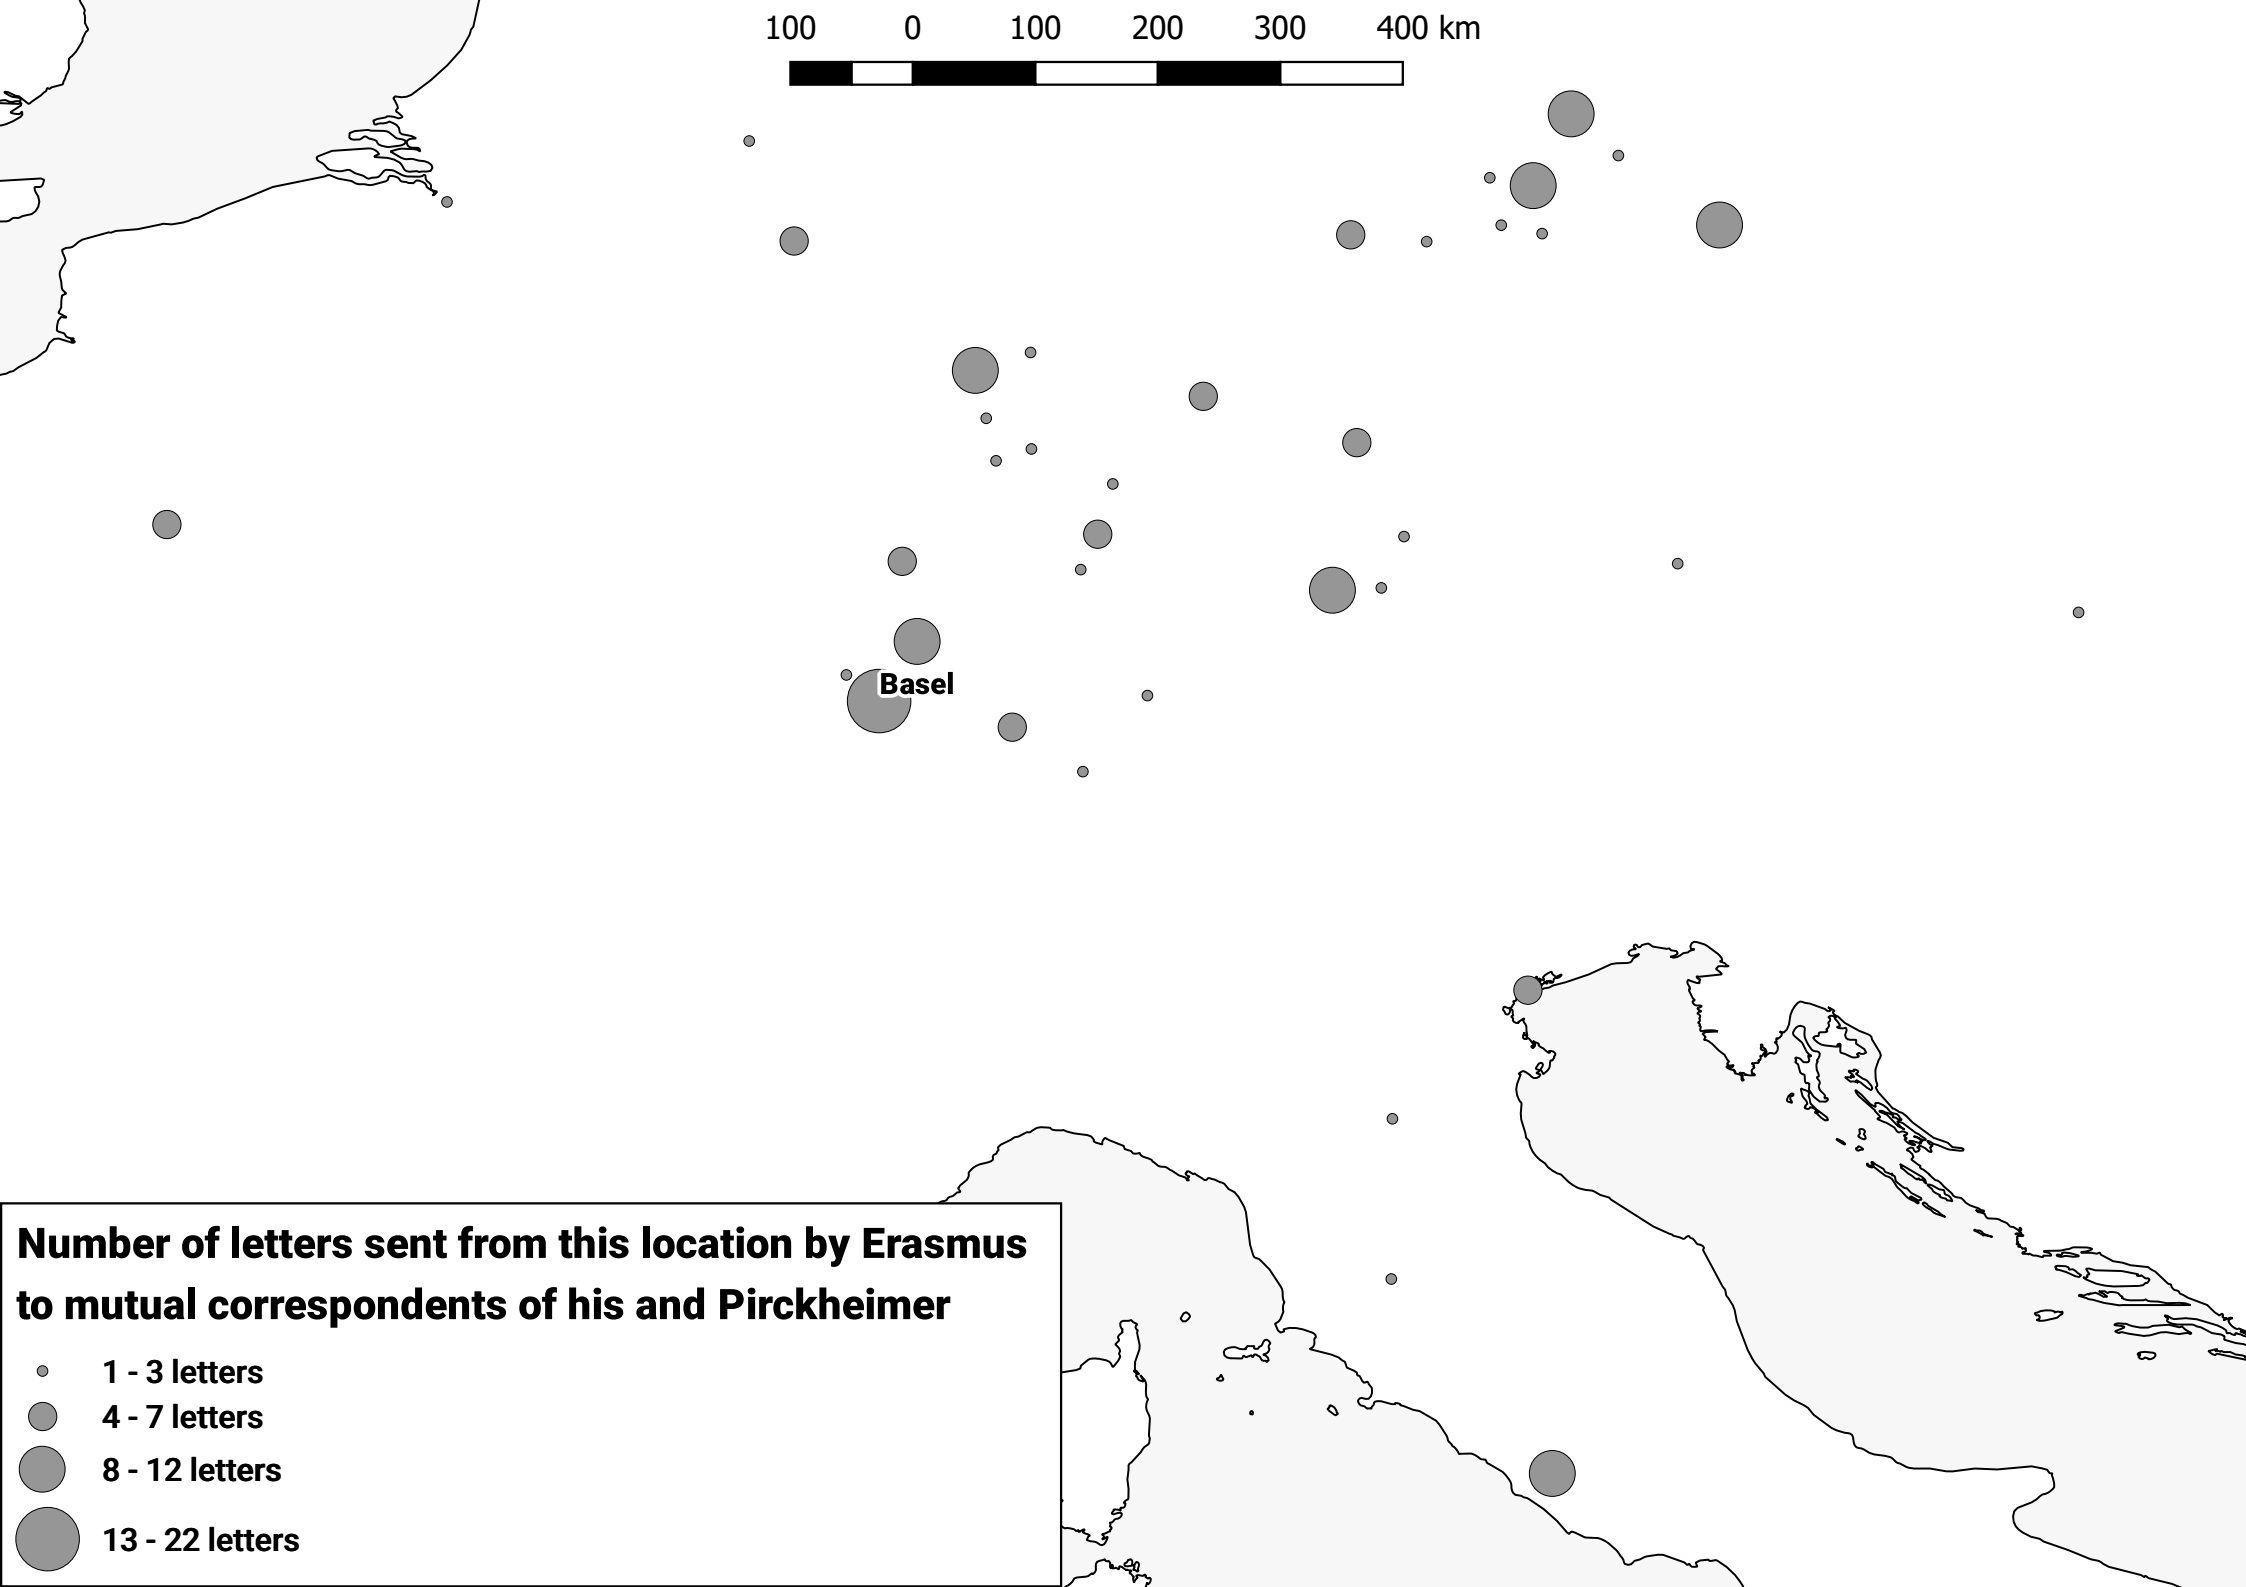 100 0 100 200 300 400 km
Basel
Number of letters sent from this location by Erasmus
to mutual correspondents of his and Pirckheimer
1 - 3 letters
4 - 7 letters
8 - 12 letters
13 - 22 letters